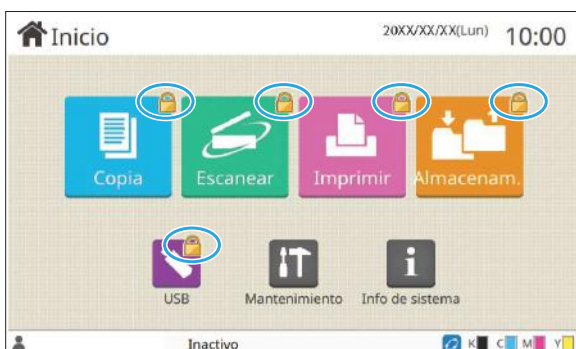 Inicio
20XX/XX/XX(Lun) 10:00
Copia Escanear Imprimir Almacenam.
USB Mantenimiento Info de sistema
Inactivo K C M Y